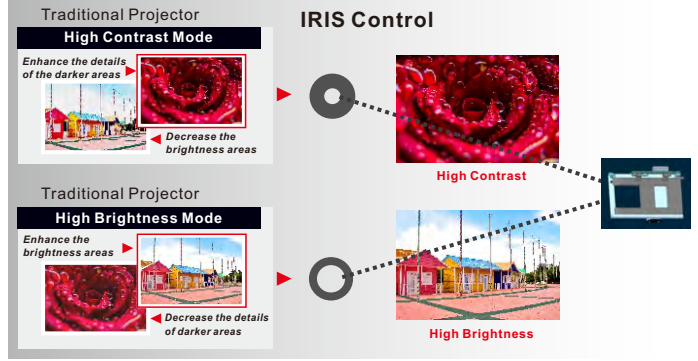 Traditional Projector
IRIS Control
High Contrast Mode
Enhance the details
of the darker areas
Decrease the
brightness areas
High Contrast
Traditional Projector
High Brightness Mode
Enhance the
brightness areas
Decrease the details
of darker areas
High Brightness